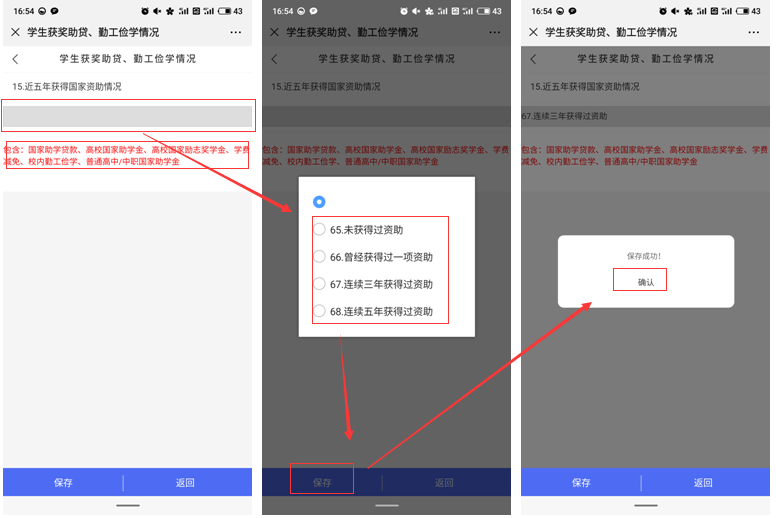 16:54
43
学生获奖助贷、勤工俭学情况
学生获奖助贷、勤工俭学情况
15.近五年获得国家资助情况
包含：国家助学贷款、高校国家助学金、高校国家励志奖学金、学费
减免、校内勤工俭学、普通高中/中职国家助学金
保存
返回
16:54
43
学生获奖助贷、勤工俭学情况
学生获奖助贷、勤工俭学情况
15.近五年获得国家资助情况
包含：国家助学贷款、高校国家助学金、高校国家励志奖学金、学费
减免、校内勤工俭学、普通高中/中职国家助学金
65.未获得过资助
66.曾经获得过一项资助
67.连续三年获得过资助
68.连续五年获得过资助
保存
返回
16:54
43
学生获奖助贷、勤工俭学情况
学生获奖助贷、勤工俭学情况
15.近五年获得国家资助情况
67.连续三年获得过资助
包含：国家助学贷款、高校国家助学金、高校国家励志奖学金、学费
减免、校内勤工俭学、普通高中/中职国家助学金
保存成功！
确认
保存
返回